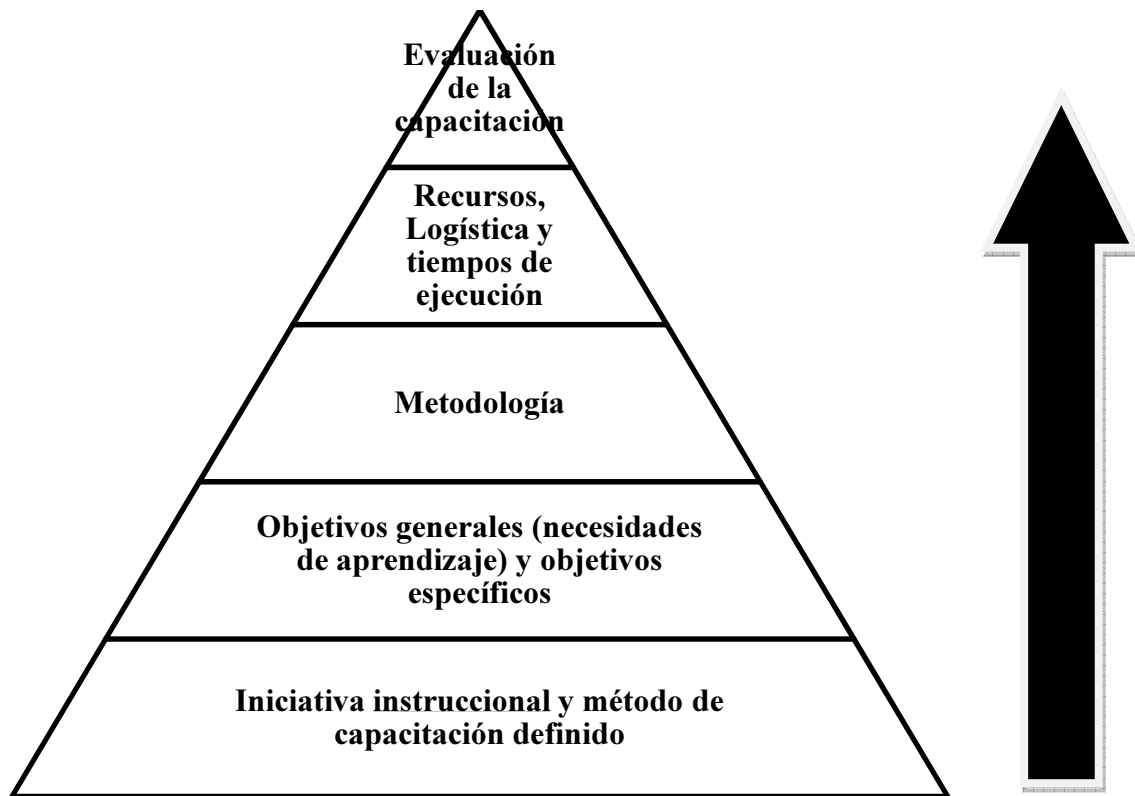 Evaluación
de la
capacitación
Recursos,
Logística y
tiempos de
ejecución
Metodología
Objetivos generales (necesidades
de aprendizaje) y objetivos
específicos
Iniciativa instruccional y método de
capacitación definido